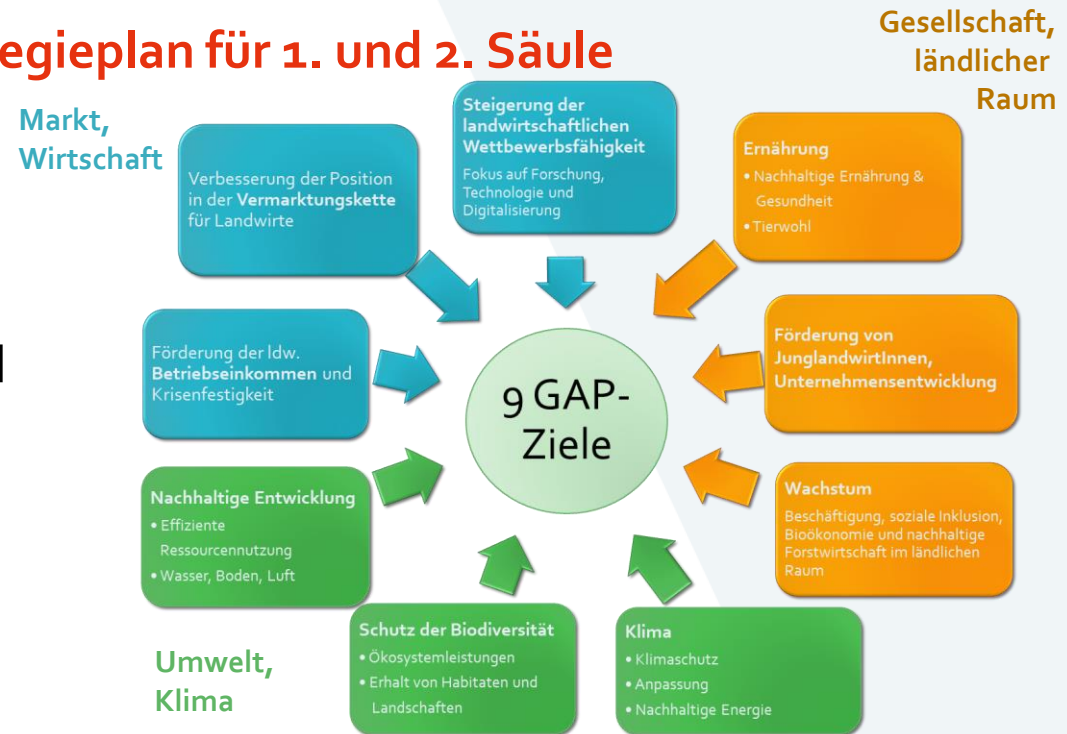 egieplan für 1. und 2. Säule
Gesellschaft,
ländlicher
Raum
Markt,
Wirtschaft
Verbesserung der Position
in der Vermarktungskette
für Landwirte
Steigerung der
landwirtschaftlichen
Wettbewerbsfähigkeit
Fokus auf Forschung,
Technologie und
Digitalisierung
Ernährung
• Nachhaltige Ernährung &
Gesundheit
• Tierwohl
Förderung der ldw.
Betriebseinkommen und
Krisenfestigkeit
9 GAP-
Ziele
Förderung von
JunglandwirtInnen,
Unternehmensentwicklung
Nachhaltige Entwicklung
• Effiziente
Ressourcennutzung
• Wasser, Boden, Luft
Wachstum
Beschäftigung, soziale Inklusion,
Bioökonomie und nachhaltige
Forstwirtschaft im ländlichen
Raum
Umwelt,
Klima
Schutz der Biodiversität
• Ökosystemleistungen
• Erhalt von Habitaten und
Landschaften
Klima
• Klimaschutz
• Anpassung
• Nachhaltige Energie